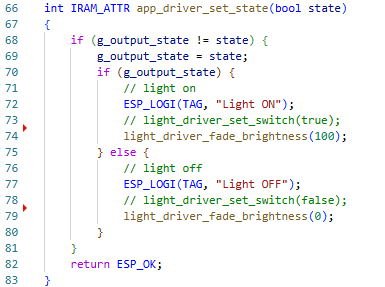 66 int IRAM_ATTR app_driver_set_state(bool state)
67 {
68     if (g_output_state != state) {
69         g_output_state = state;
70         if (g_output_state) {
71             // light on
72             ESP_LOGI(TAG, "Light ON");
73             // light_driver_set_switch(true);
74             light_driver_fade_brightness(100);
75         } else {
76             // light off
77             ESP_LOGI(TAG, "Light OFF");
78             // light_driver_set_switch(false);
79             light_driver_fade_brightness(0);
80         }
81     }
82     return ESP_OK;
83 }